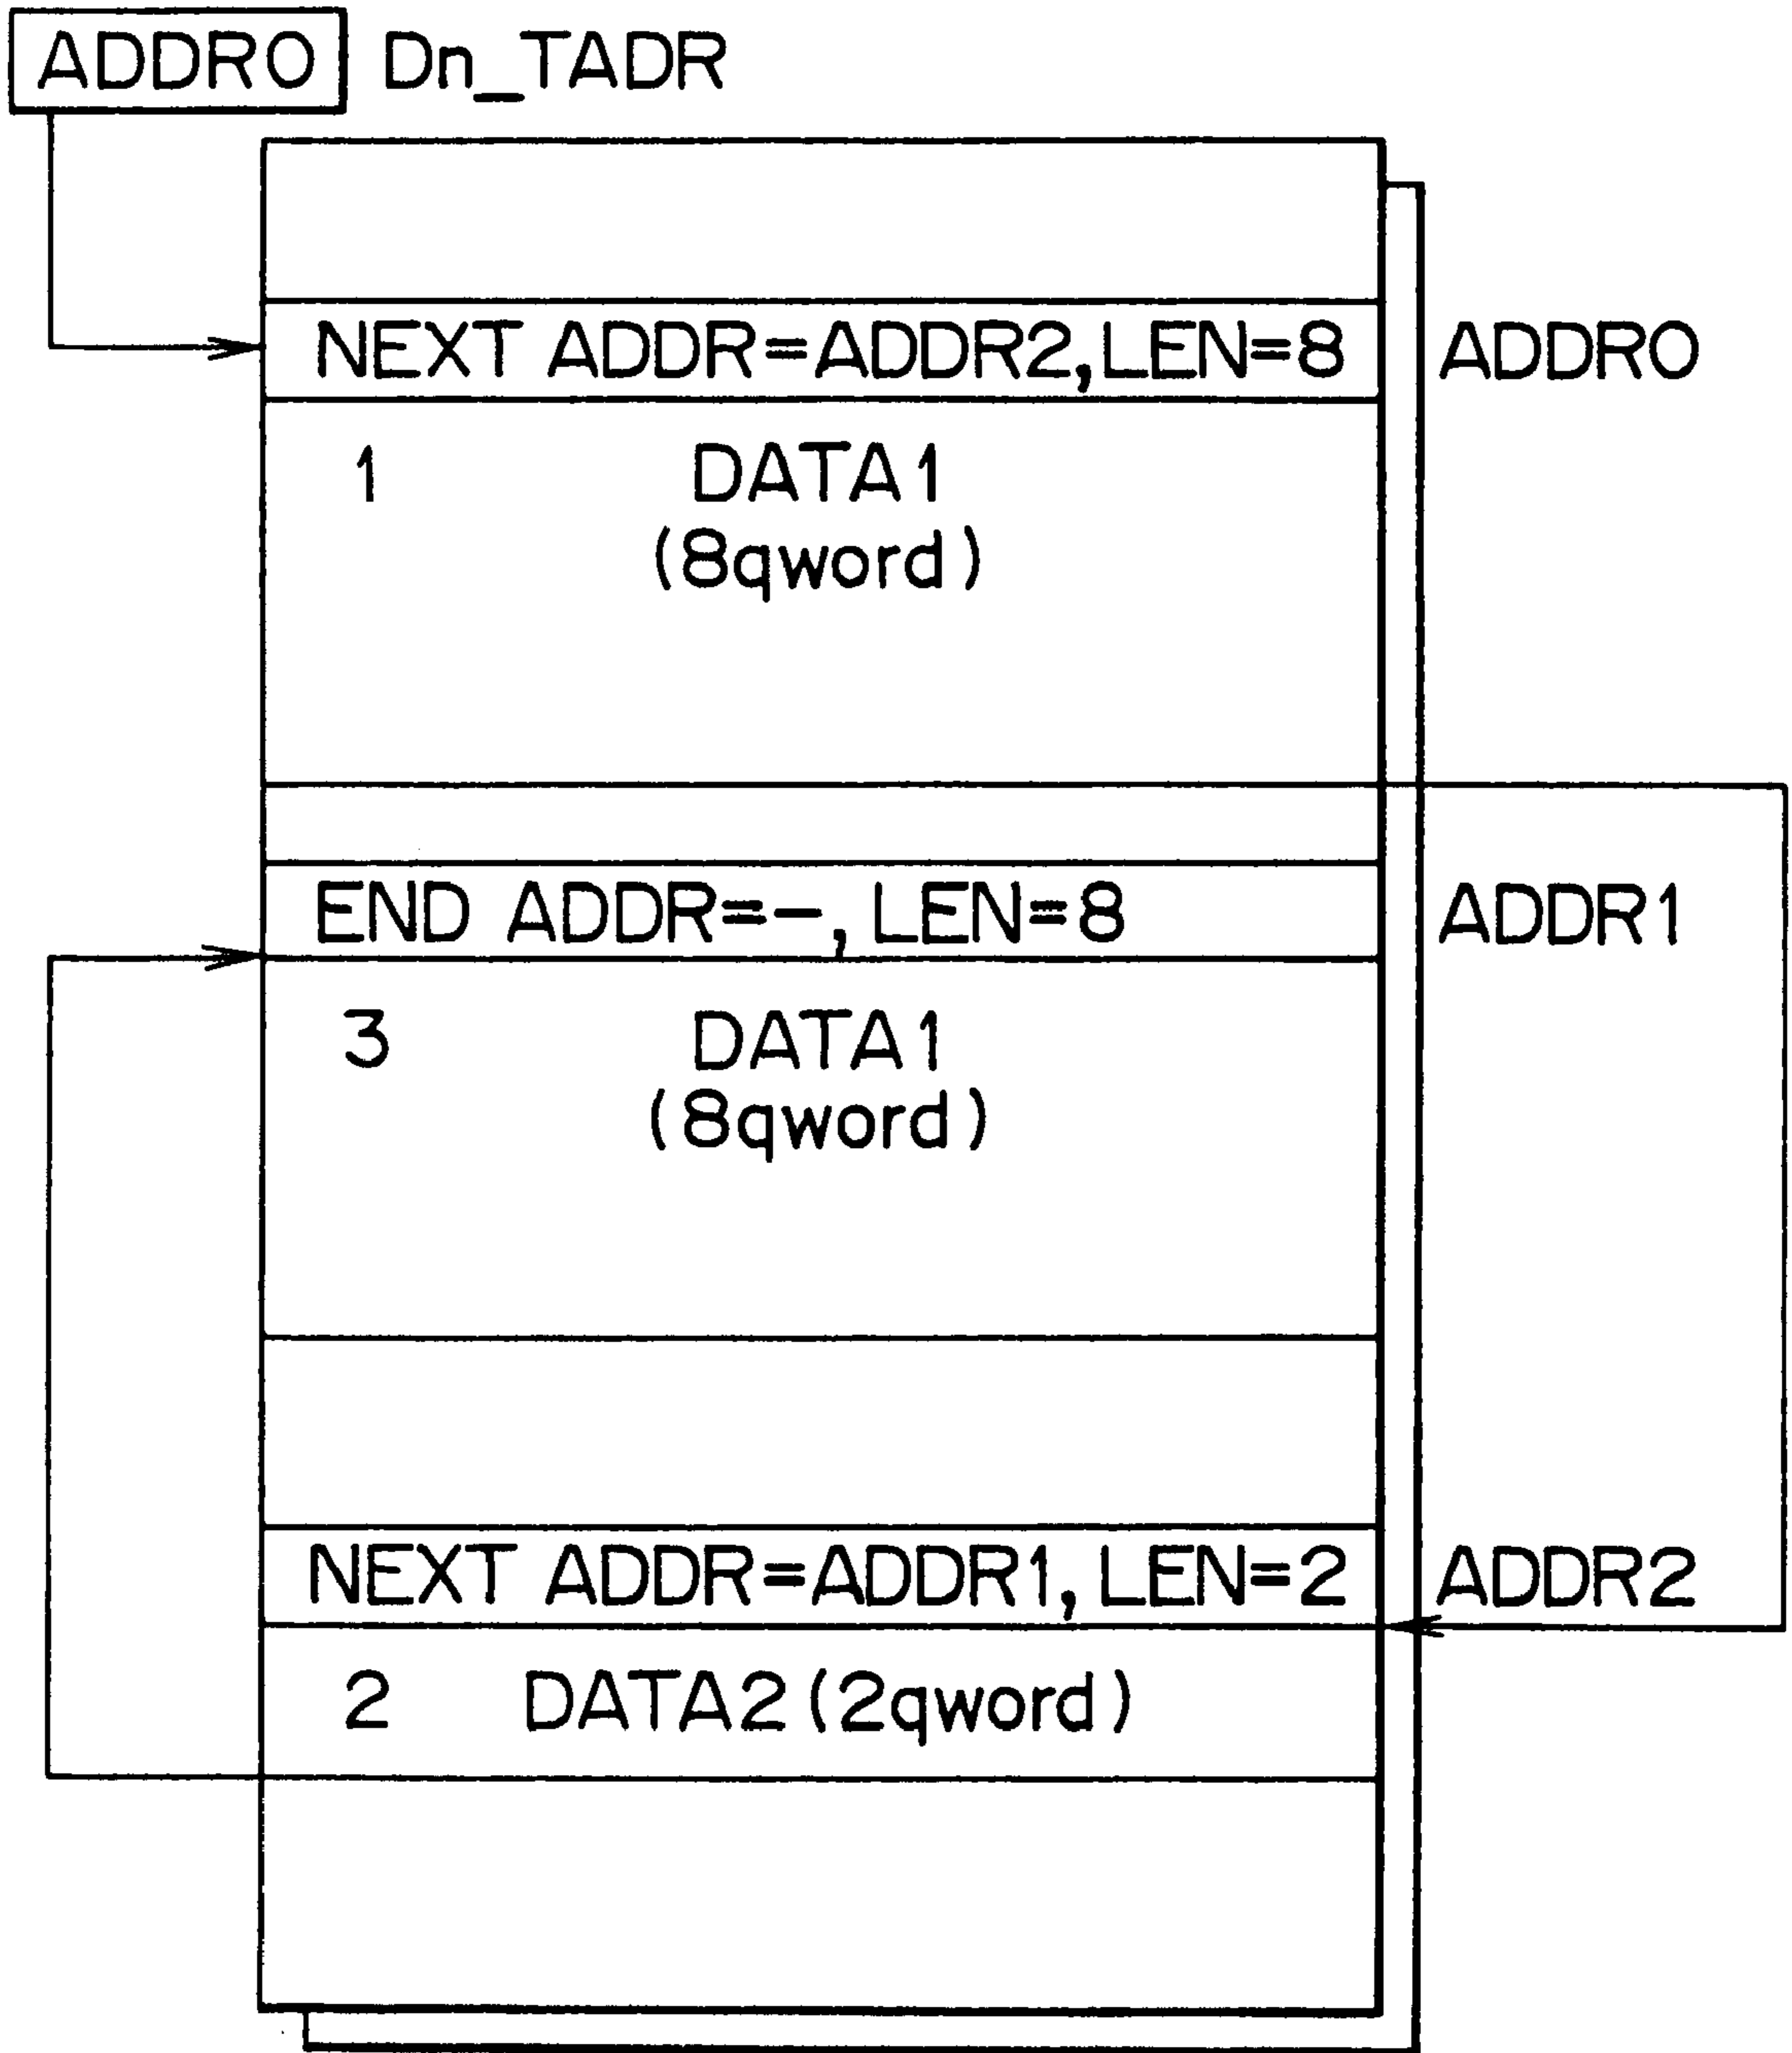 ADDR0 Dn_TADR
NEXT ADDR=ADDR2,LEN=8 ADDR0
1 DATA1
(8qword)
END ADDR=-,LEN=8 ADDR1
3 DATA1
(8qword)
NEXT ADDR=ADDR1,LEN=2 ADDR2
2 DATA2(2qword)